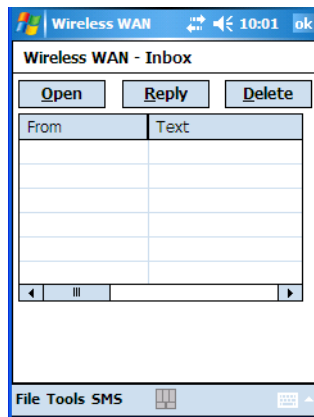 Wireless WAN 10:01 ok
Wireless WAN - Inbox
Open Reply Delete
From Text
File Tools SMS